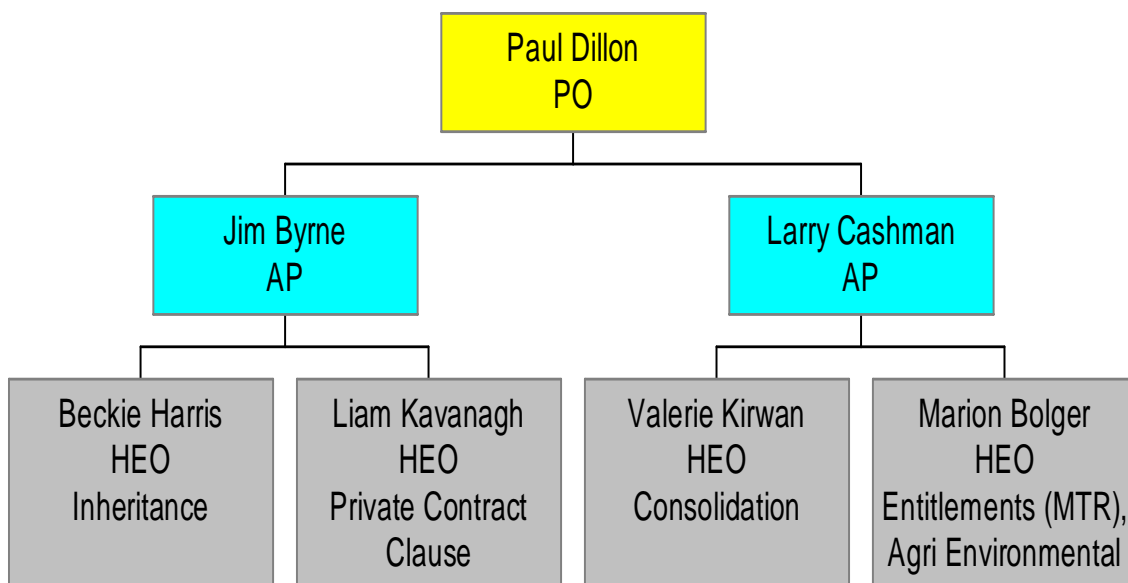 Paul Dillon
PO
Jim Byrne
AP
Larry Cashman
AP
Beckie Harris
HEO
Inheritance
Liam Kavanagh
HEO
Private Contract
Clause
Valerie Kirwan
HEO
Consolidation
Marion Bolger
HEO
Entitlements (MTR),
Agri Environmental